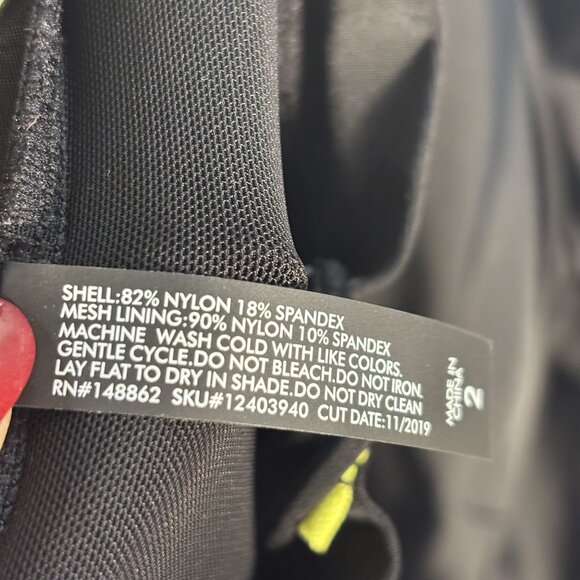 SHELL:82% NYLON 18% SPANDEX
MESH LINING:90% NYLON 10% SPANDEX
MACHINE WASH COLD WITH LIKE COLORS.
GENTLE CYCLE.DO NOT BLEACH.DO NOT IRON.
LAY FLAT TO DRY IN SHADE.DO NOT DRY CLEAN
RN#148862 SKU#12403940 CUT DATE:11/2019
MADE IN
CHINA
2